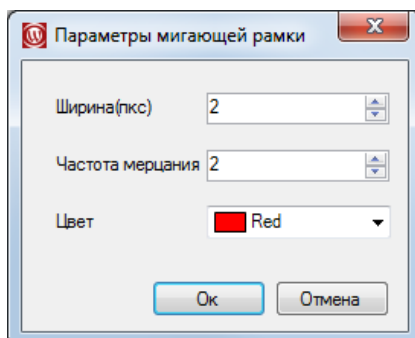 Параметры мигающей рамки
Ширина(пкс) 2
Частота мерцания 2
Цвет Red
Ок Отмена